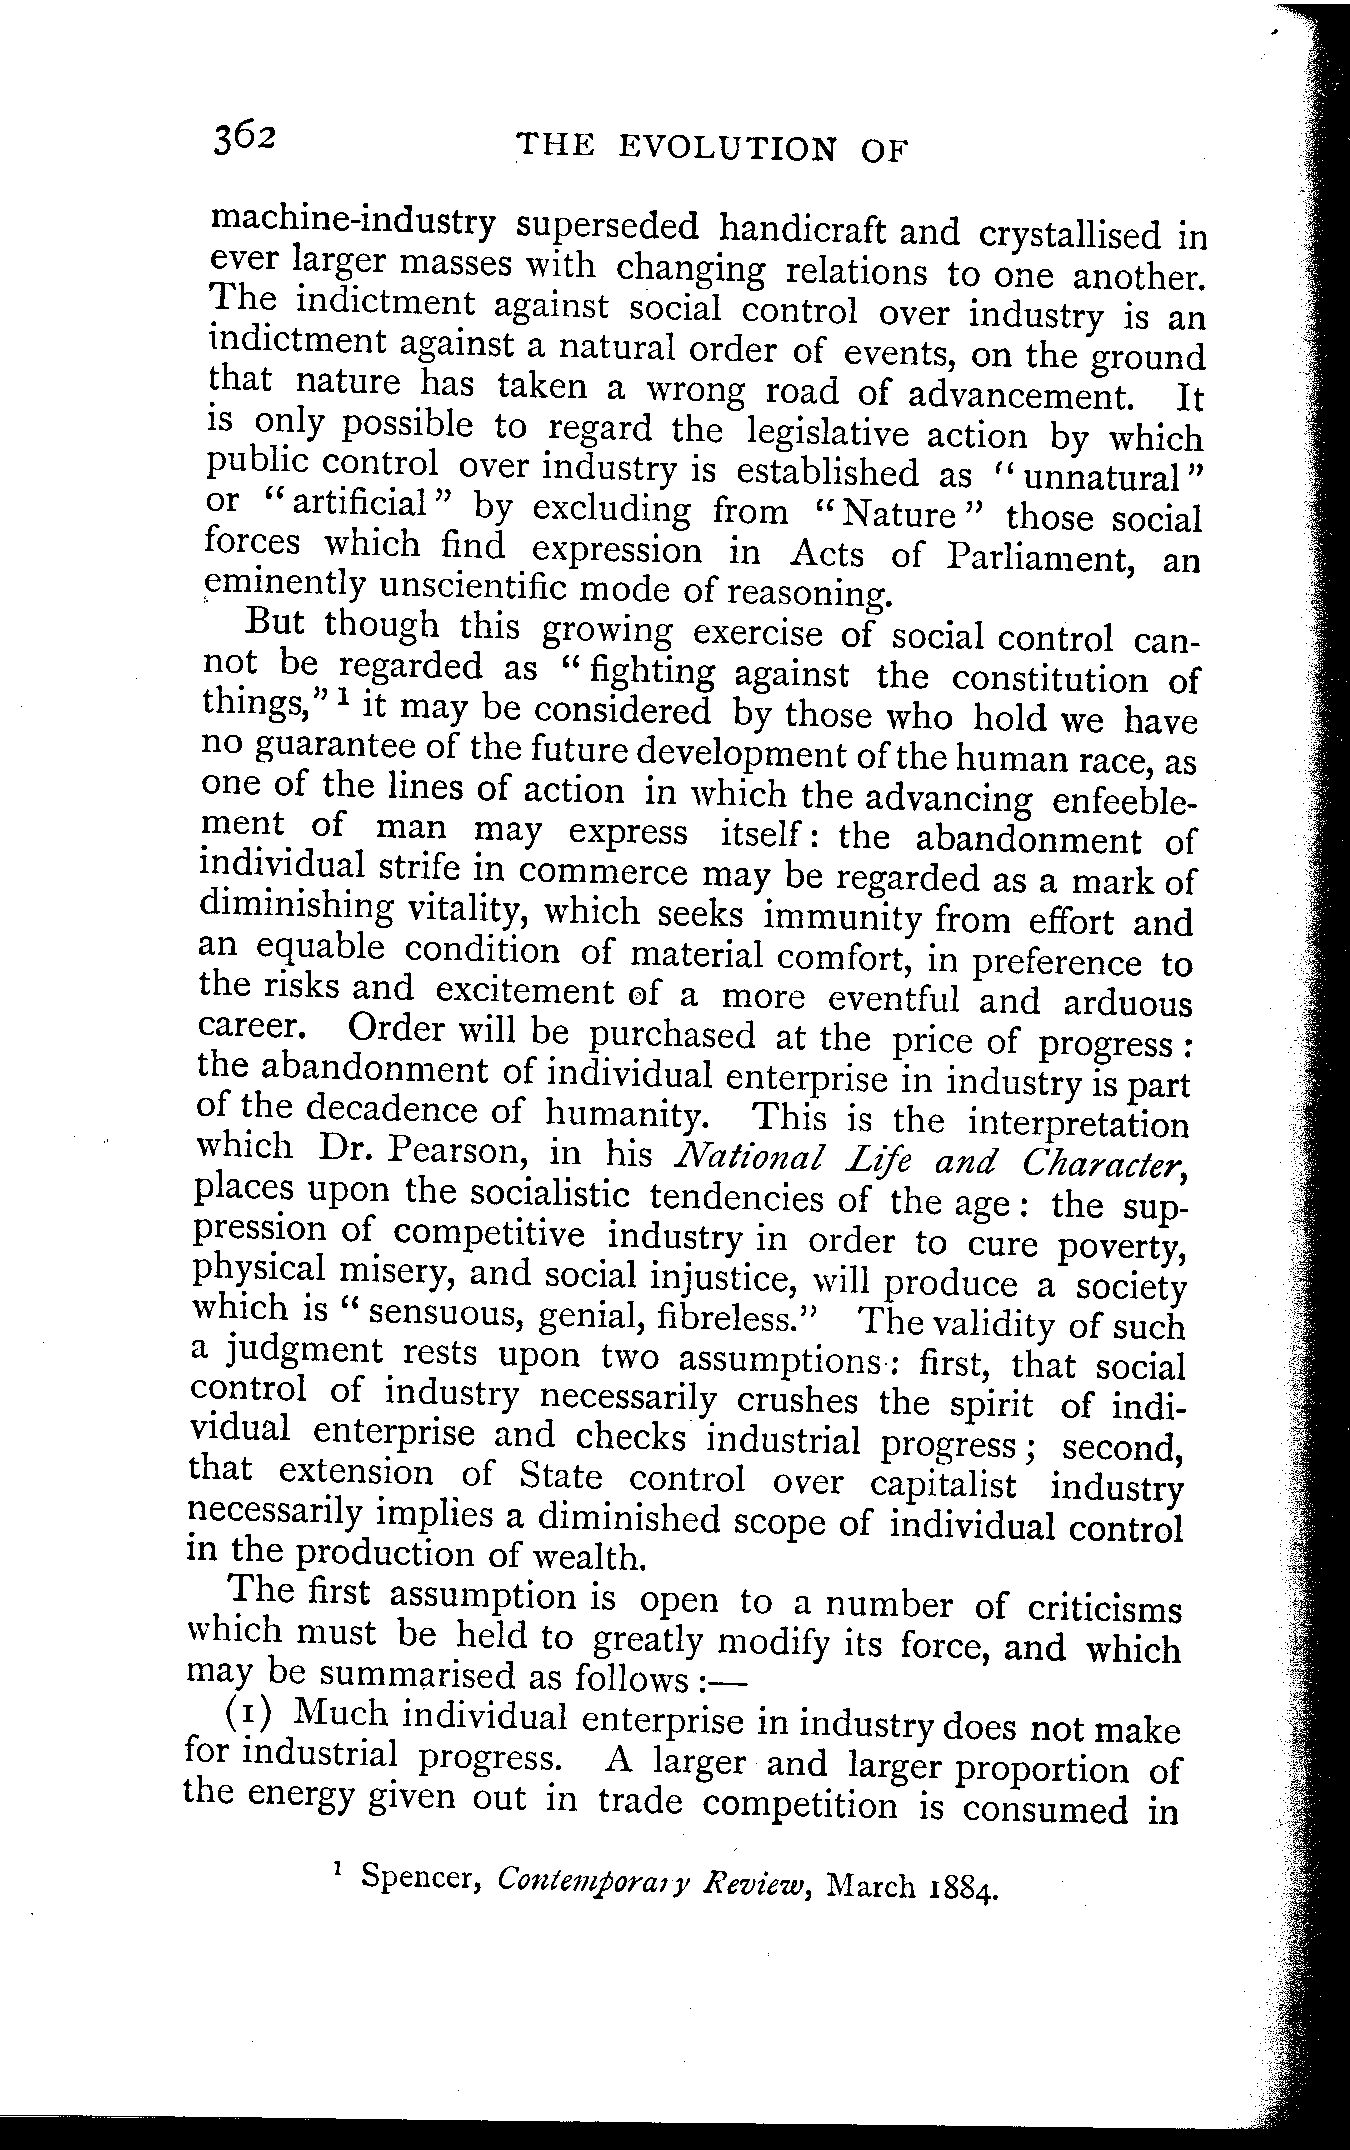 362 THE EVOLUTION OF
machine-industry superseded handicraft and crystallised in
ever larger masses with changing relations to one another.
The indictment against social control over industry is an
indictment against a natural order of events, on the ground
that nature has taken a wrong road of advancement. It
is only possible to regard the legislative action by which
public control over industry is established as "unnatural"
or "artificial" by excluding from "Nature" those social
forces which find expression in Acts of Parliament, an
eminently unscientific mode of reasoning.
But though this growing exercise of social control can-
not be regarded as "fighting against the constitution of
things,"¹ it may be considered by those who hold we have
no guarantee of the future development of the human race, as
one of the lines of action in which the advancing enfeeble-
ment of man may express itself: the abandonment of
individual strife in commerce may be regarded as a mark of
diminishing vitality, which seeks immunity from effort and
an equable condition of material comfort, in preference to
the risks and excitement of a more eventful and arduous
career. Order will be purchased at the price of progress:
the abandonment of individual enterprise in industry is part
of the decadence of humanity. This is the interpretation
which Dr. Pearson, in his National Life and Character,
places upon the socialistic tendencies of the age: the sup-
pression of competitive industry in order to cure poverty,
physical misery, and social injustice, will produce a society
which is "sensuous, genial, fibreless." The validity of such
a judgment rests upon two assumptions: first, that social
control of industry necessarily crushes the spirit of indi-
vidual enterprise and checks industrial progress; second,
that extension of State control over capitalist industry
necessarily implies a diminished scope of individual control
in the production of wealth.
The first assumption is open to a number of criticisms
which must be held to greatly modify its force, and which
may be summarised as follows:—
(1) Much individual enterprise in industry does not make
for industrial progress. A larger and larger proportion of
the energy given out in trade competition is consumed in
¹ Spencer, Contemporary Review, March 1884.